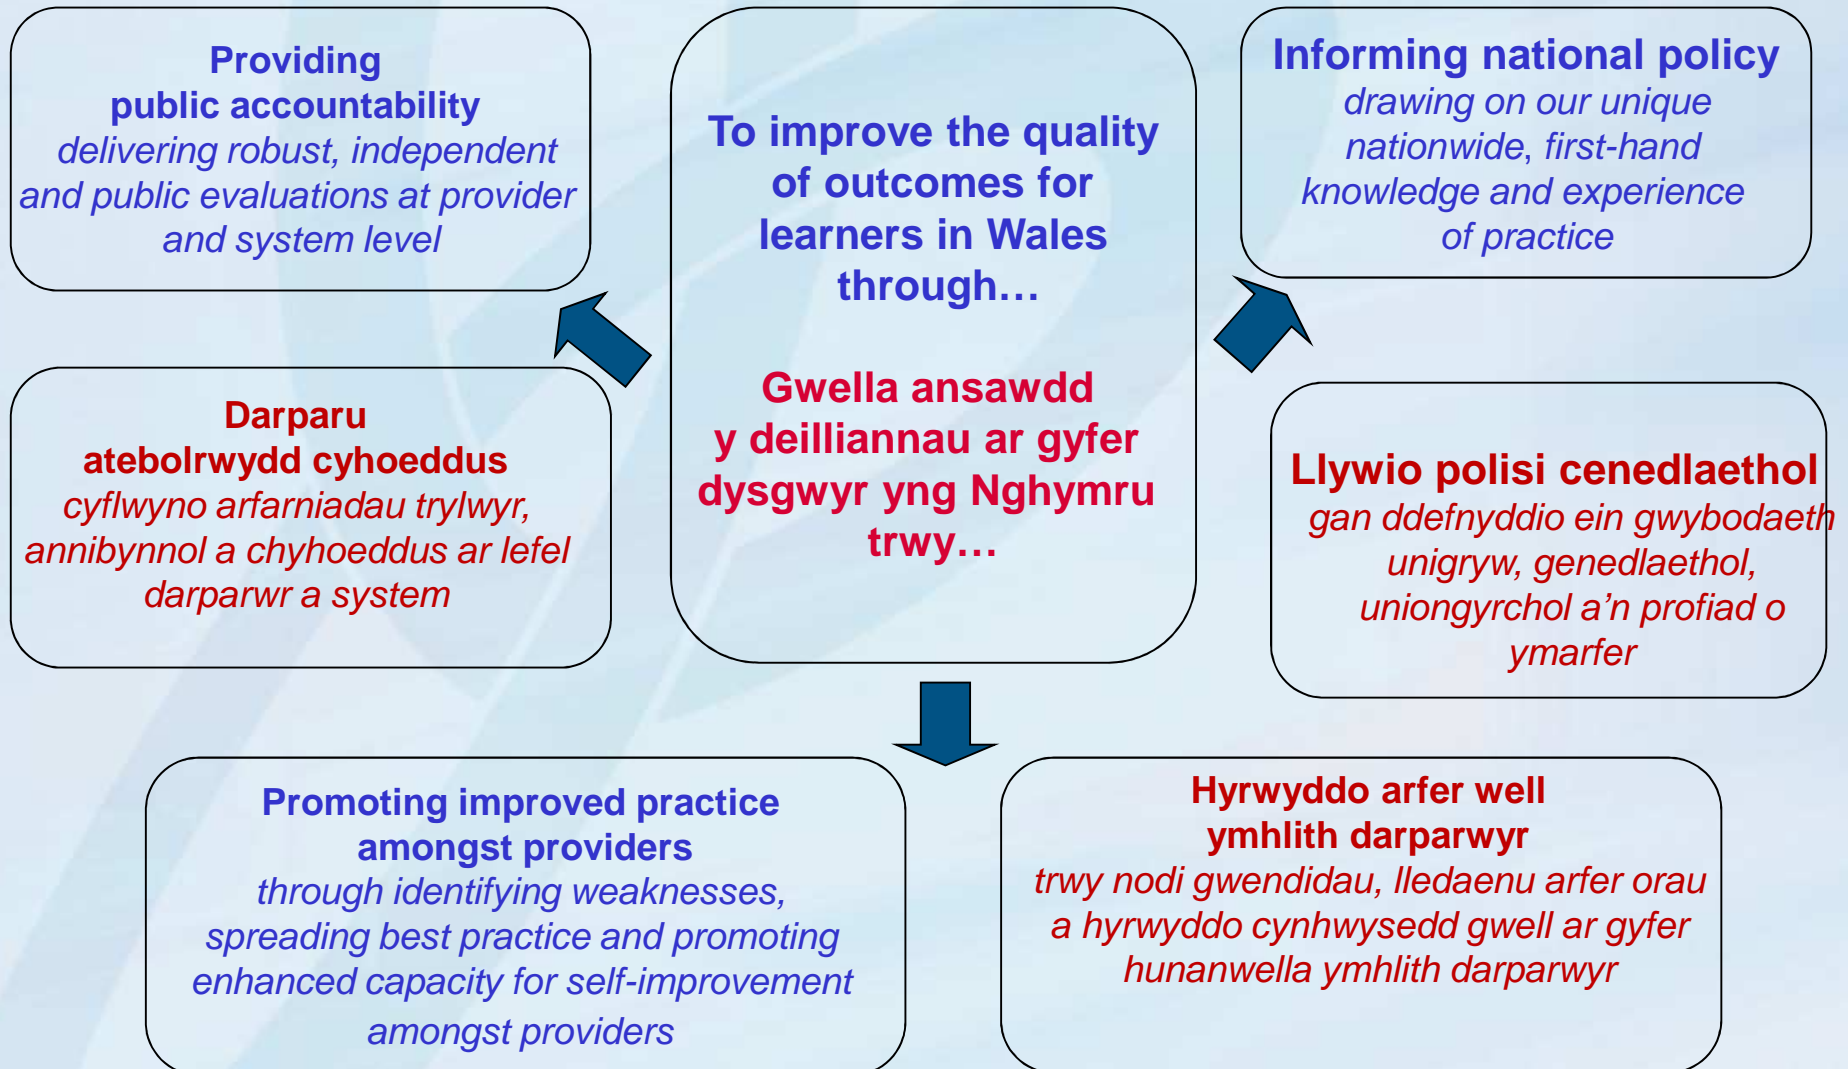 Providing
public accountability
delivering robust, independent
and public evaluations at provider
and system level
Darparu
atebolrwydd cyhoeddus
cyflwyno arfarniadau trylwyr,
annibynnol a chyhoeddus ar lefel
darparwr a system
To improve the quality
of outcomes for
learners in Wales
through…
Gwella ansawdd
y deilliannau ar gyfer
dysgwyr yng Nghymru
trwy…
Informing national policy
drawing on our unique
nationwide, first-hand
knowledge and experience
of practice
Llywio polisi cenedlaethol
gan ddefnyddio ein gwybodaeth
unigryw, genedlaethol,
uniongyrchol a’n profiad o
ymarfer
Promoting improved practice
amongst providers
through identifying weaknesses,
spreading best practice and promoting
enhanced capacity for self-improvement
amongst providers
Hyrwyddo arfer well
ymhlith darparwyr
trwy nodi gwendidau, lledaenu arfer orau
a hyrwyddo cynhwysedd gwell ar gyfer
hunanwella ymhlith darparwyr